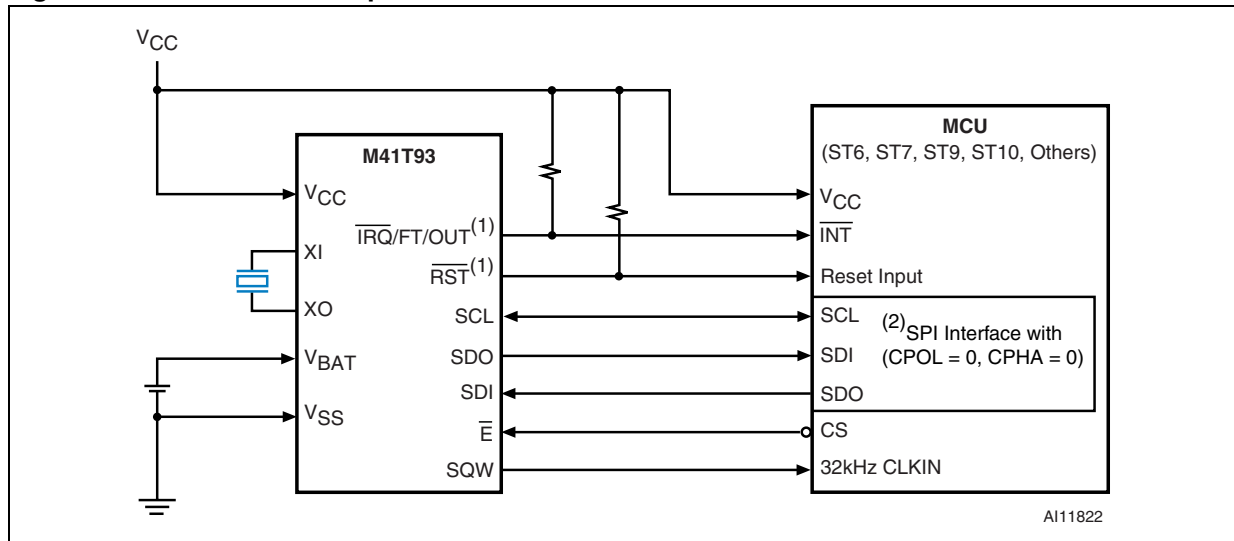 VCC
M41T93
VCC
XI
XO
VBAT
VSS
IRQ/FT/OUT(1)
RST(1)
SCL
SDO
SDI
E
SQW
MCU
(ST6, ST7, ST9, ST10, Others)
VCC
INT
Reset Input
SCL
SDI
SDO
(2)SPI Interface with
(CPOL = 0, CPHA = 0)
CS
32kHz CLKIN
AI11822